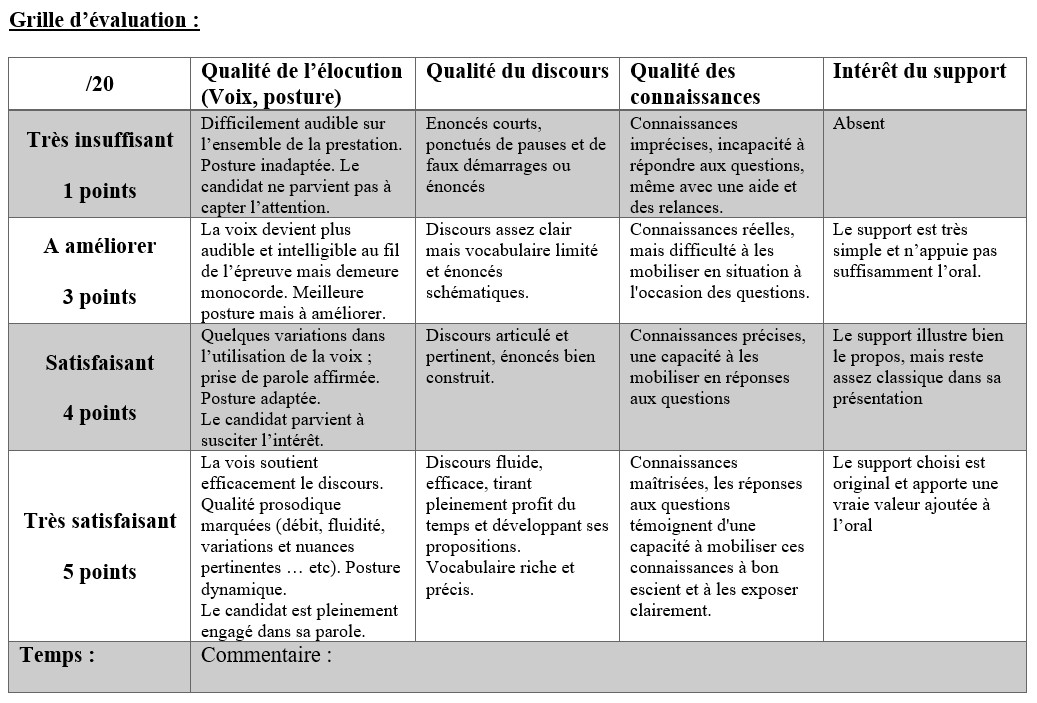 Grille d’évaluation :
/20
Qualité de l’élocution
(Voix, posture)
Qualité du discours
Qualité des
connaissances
Intérêt du support
Très insuffisant
1 points
Difficilement audible sur
l’ensemble de la prestation.
Posture inadaptée. Le
candidat ne parvient pas à
capter l’attention.
Enoncés courts,
ponctués de pauses et de
faux démarrages ou
énoncés
Connaissances
imprécises, incapacité à
répondre aux questions,
même avec une aide et
des relances.
Absent
A améliorer
3 points
La voix devient plus
audible et intelligible au fil
de l’épreuve mais demeure
monocorde. Meilleure
posture mais à améliorer.
Discours assez clair
mais vocabulaire limité
et énoncés
schématiques.
Connaissances réelles,
mais difficulté à les
mobiliser en situation à
l'occasion des questions.
Le support est très
simple et n’appuie pas
suffisamment l’oral.
Satisfaisant
4 points
Quelques variations dans
l’utilisation de la voix ;
prise de parole affirmée.
Posture adaptée.
Le candidat parvient à
susciter l’intérêt.
Discours articulé et
pertinent, énoncés bien
construit.
Connaissances précises,
une capacité à les
mobiliser en réponses
aux questions
Le support illustre bien
le propos, mais reste
assez classique dans sa
présentation
Très satisfaisant
5 points
La vois soutient
efficacement le discours.
Qualité prosodique
marquées (débit, fluidité,
variations et nuances
pertinentes … etc). Posture
dynamique.
Le candidat est pleinement
engagé dans sa parole.
Discours fluide,
efficace, tirant
pleinement profit du
temps et développant ses
propositions.
Vocabulaire riche et
précis.
Connaissances
maîtrisées, les réponses
aux questions
témoignent d'une
capacité à mobiliser ces
connaissances à bon
escient et à les exposer
clairement.
Le support choisi est
original et apporte une
vraie valeur ajoutée à
l’oral
Temps :
Commentaire :